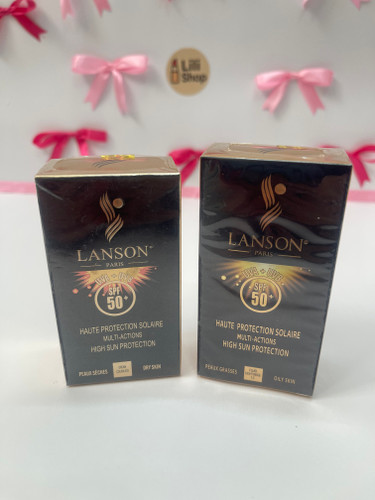 Lili
Shop
LANSON
PARIS
SPF
50+
HAUTE PROTECTION SOLAIRE
MULTI-ACTIONS
HIGH SUN PROTECTION
PEAUX SÈCHES
DRY SKIN
LANSON
PARIS
SPF
50+
HAUTE PROTECTION SOLAIRE
MULTI-ACTIONS
HIGH SUN PROTECTION
PEAUX GRASSES
OILY SKIN